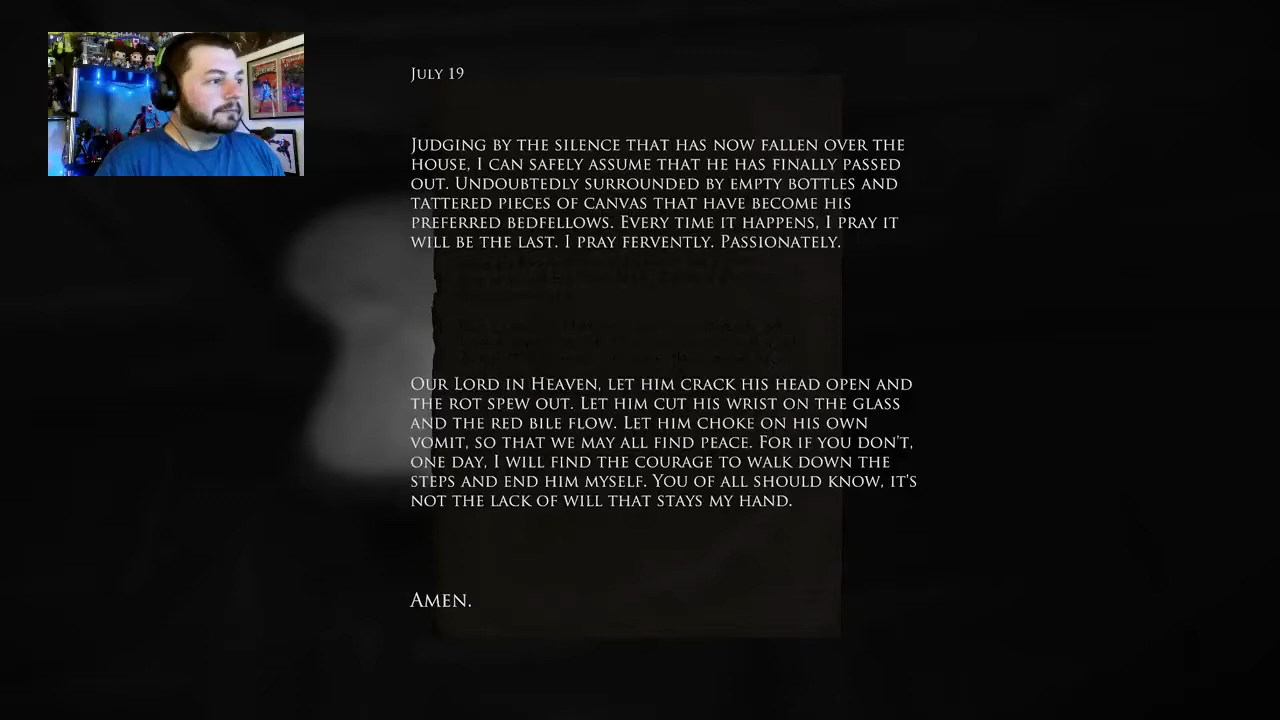 July 19
Judging by the silence that has now fallen over the
house, I can safely assume that he has finally passed
out. Undoubtedly surrounded by empty bottles and
tattered pieces of canvas that have become his
preferred bedfellows. Every time it happens, I pray it
will be the last. I pray fervently. Passionately.
Our Lord in Heaven, let him crack his head open and
the rot spew out. Let him cut his wrist on the glass
and the red bile flow. Let him choke on his own
vomit, so that we may all find peace. For if you don't,
one day, I will find the courage to walk down the
steps and end him myself. You of all should know, it's
not the lack of will that stays my hand.
Amen.